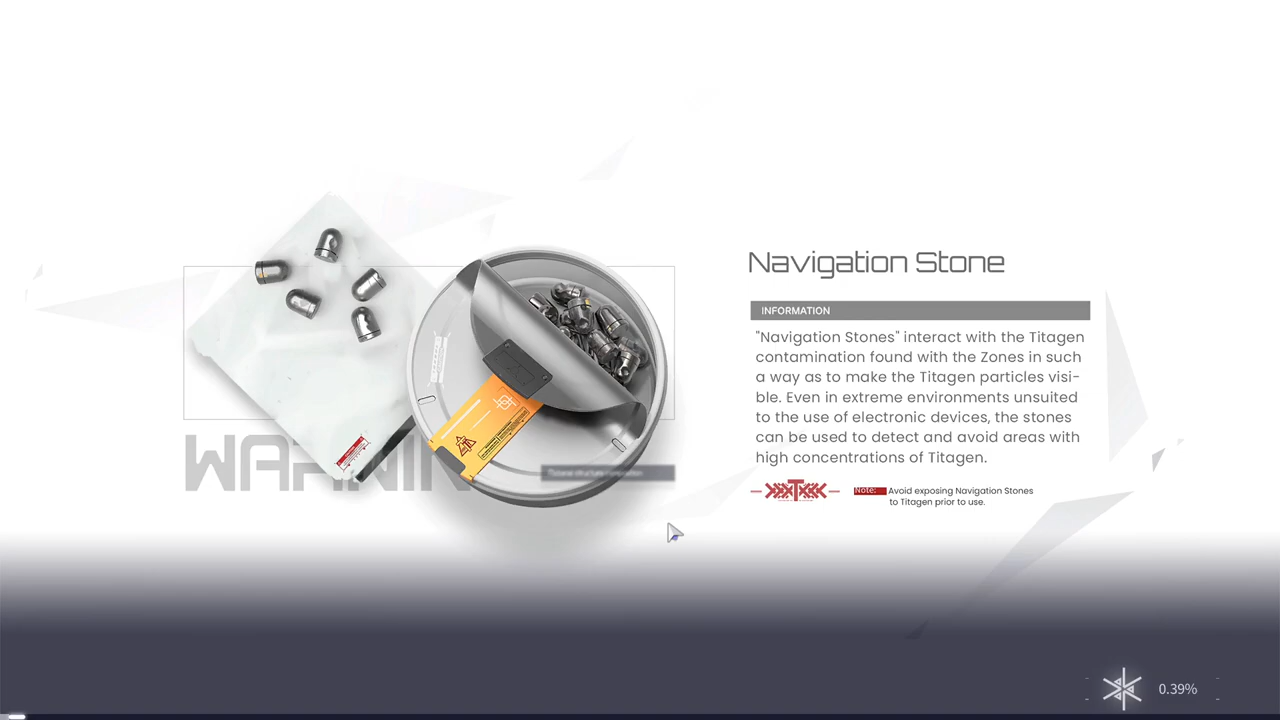 Navigation Stone
INFORMATION
"Navigation Stones" interact with the Titagen
contamination found with the Zones in such
a way as to make the Titagen particles visi-
ble. Even in extreme environments unsuited
to the use of electronic devices, the stones
can be used to detect and avoid areas with
high concentrations of Titagen.
Note: Avoid exposing Navigation Stones
to Titagen prior to use.
0.39%